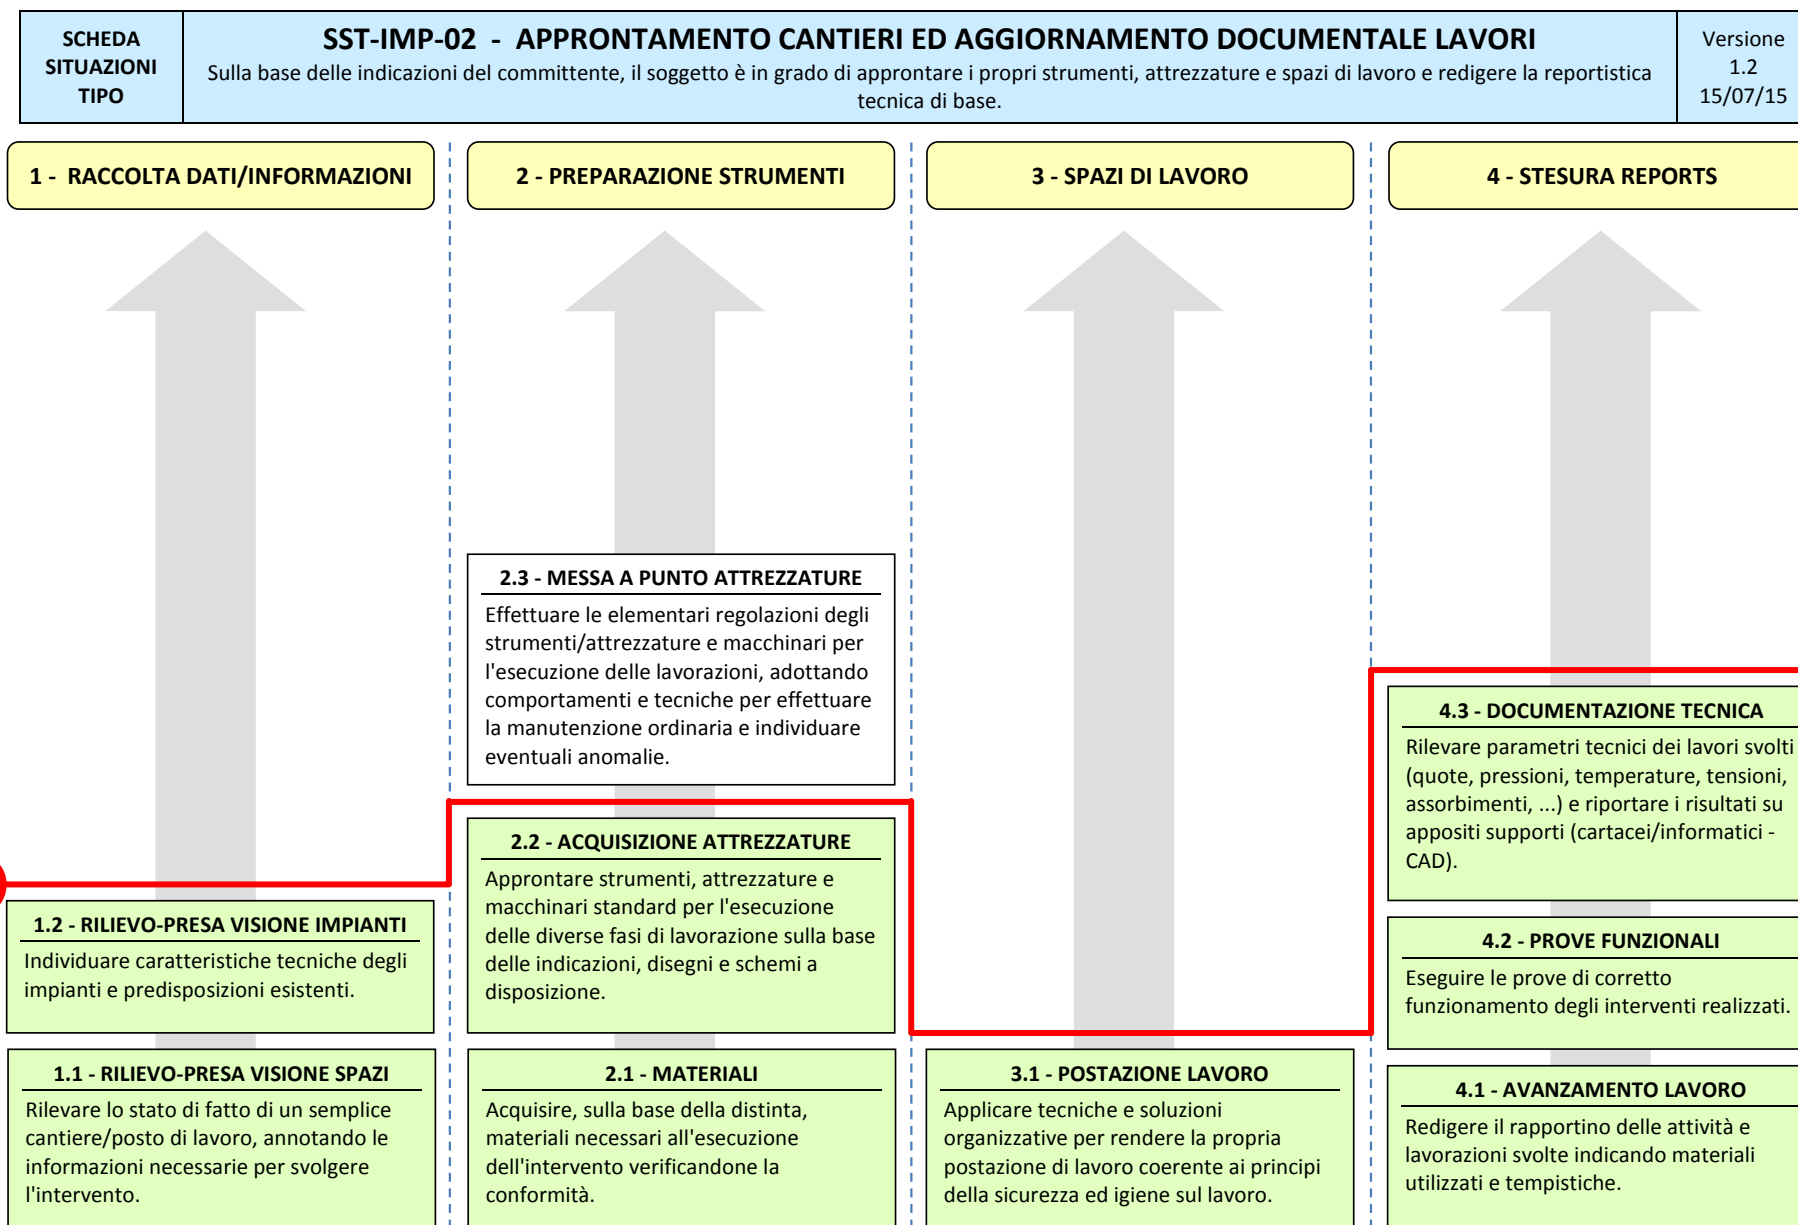 SCHEDA
SITUAZIONI
TIPO
SST-IMP-02 - APPRONTAMENTO CANTIERI ED AGGIORNAMENTO DOCUMENTALE LAVORI
Sulla base delle indicazioni del committente, il soggetto è in grado di approntare i propri strumenti, attrezzature e spazi di lavoro e redigere la reportistica
tecnica di base.
Versione
1.2
15/07/15
1 - RACCOLTA DATI/INFORMAZIONI
2 - PREPARAZIONE STRUMENTI
3 - SPAZI DI LAVORO
4 - STESURA REPORTS
2.3 - MESSA A PUNTO ATTREZZATURE
Effettuare le elementari regolazioni degli
strumenti/attrezzature e macchinari per
l'esecuzione delle lavorazioni, adottando
comportamenti e tecniche per effettuare
la manutenzione ordinaria e individuare
eventuali anomalie.
4.3 - DOCUMENTAZIONE TECNICA
Rilevare parametri tecnici dei lavori svolti
(quote, pressioni, temperature, tensioni,
assorbimenti, ...) e riportare i risultati su
appositi supporti (cartacei/informatici -
CAD).
2.2 - ACQUISIZIONE ATTREZZATURE
Approntare strumenti, attrezzature e
macchinari standard per l'esecuzione
delle diverse fasi di lavorazione sulla base
delle indicazioni, disegni e schemi a
disposizione.
1.2 - RILIEVO-PRESA VISIONE IMPIANTI
Individuare caratteristiche tecniche degli
impianti e predisposizioni esistenti.
4.2 - PROVE FUNZIONALI
Eseguire le prove di corretto
funzionamento degli interventi realizzati.
1.1 - RILIEVO-PRESA VISIONE SPAZI
Rilevare lo stato di fatto di un semplice
cantiere/posto di lavoro, annotando le
informazioni necessarie per svolgere
l'intervento.
2.1 - MATERIALI
Acquisire, sulla base della distinta,
materiali necessari all'esecuzione
dell'intervento verificandone la
conformità.
3.1 - POSTAZIONE LAVORO
Applicare tecniche e soluzioni
organizzative per rendere la propria
postazione di lavoro coerente ai principi
della sicurezza ed igiene sul lavoro.
4.1 - AVANZAMENTO LAVORO
Redigere il rapportino delle attività e
lavorazioni svolte indicando materiali
utilizzati e tempistiche.